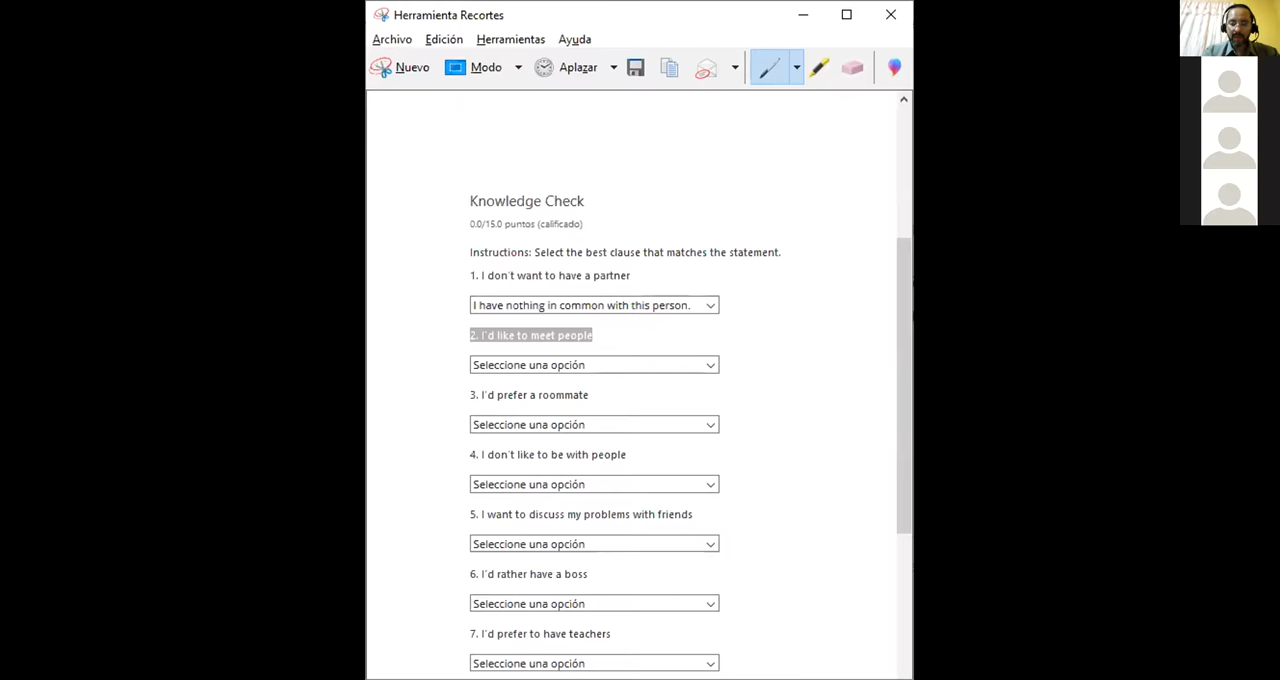 Herramienta Recortes
Archivo Edición Herramientas Ayuda
Nuevo Modo Aplazar
Knowledge Check
0.0/15.0 puntos (calificado)
Instructions: Select the best clause that matches the statement.
1. I don´t want to have a partner
I have nothing in common with this person.
2. I´d like to meet people
Seleccione una opción
3. I´d prefer a roommate
Seleccione una opción
4. I don´t like to be with people
Seleccione una opción
5. I want to discuss my problems with friends
Seleccione una opción
6. I´d rather have a boss
Seleccione una opción
7. I´d prefer to have teachers
Seleccione una opción